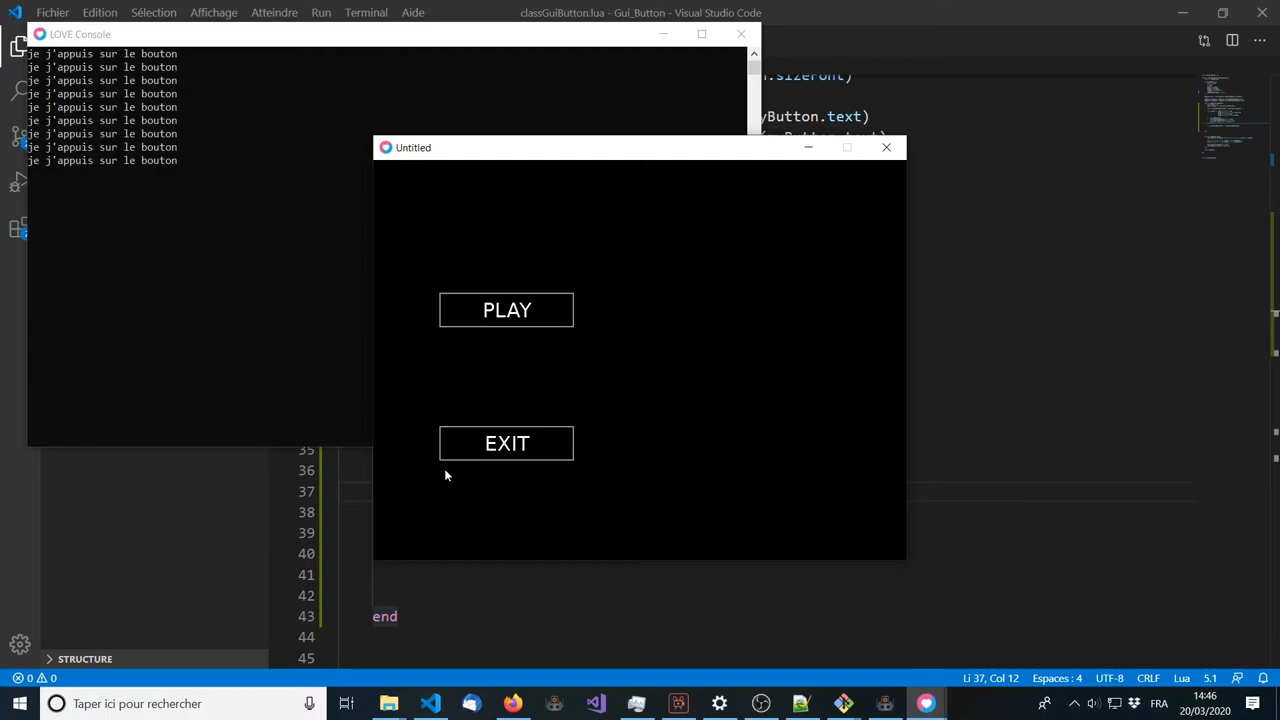 Fichier Edition Sélection Affichage Atteindre Run Terminal Aide classGuiButton.lua - Gui_Button - Visual Studio Code
LOVE Console
je j'appuis sur le bouton
je j'appuis sur le bouton
je j'appuis sur le bouton
je j'appuis sur le bouton
je j'appuis sur le bouton
je j'appuis sur le bouton
je j'appuis sur le bouton
je j'appuis sur le bouton
je j'appuis sur le bouton
.sizeFont)
yButton.text)
Untitled
PLAY
EXIT
35
36
37
38
39
40
41
42
43 end
44
45
STRUCTURE
0 0 Li 37, Col 12 Espaces : 4 UTF-8 CRLF Lua 5.1
Taper ici pour rechercher FRA 14:46
20/03/2020